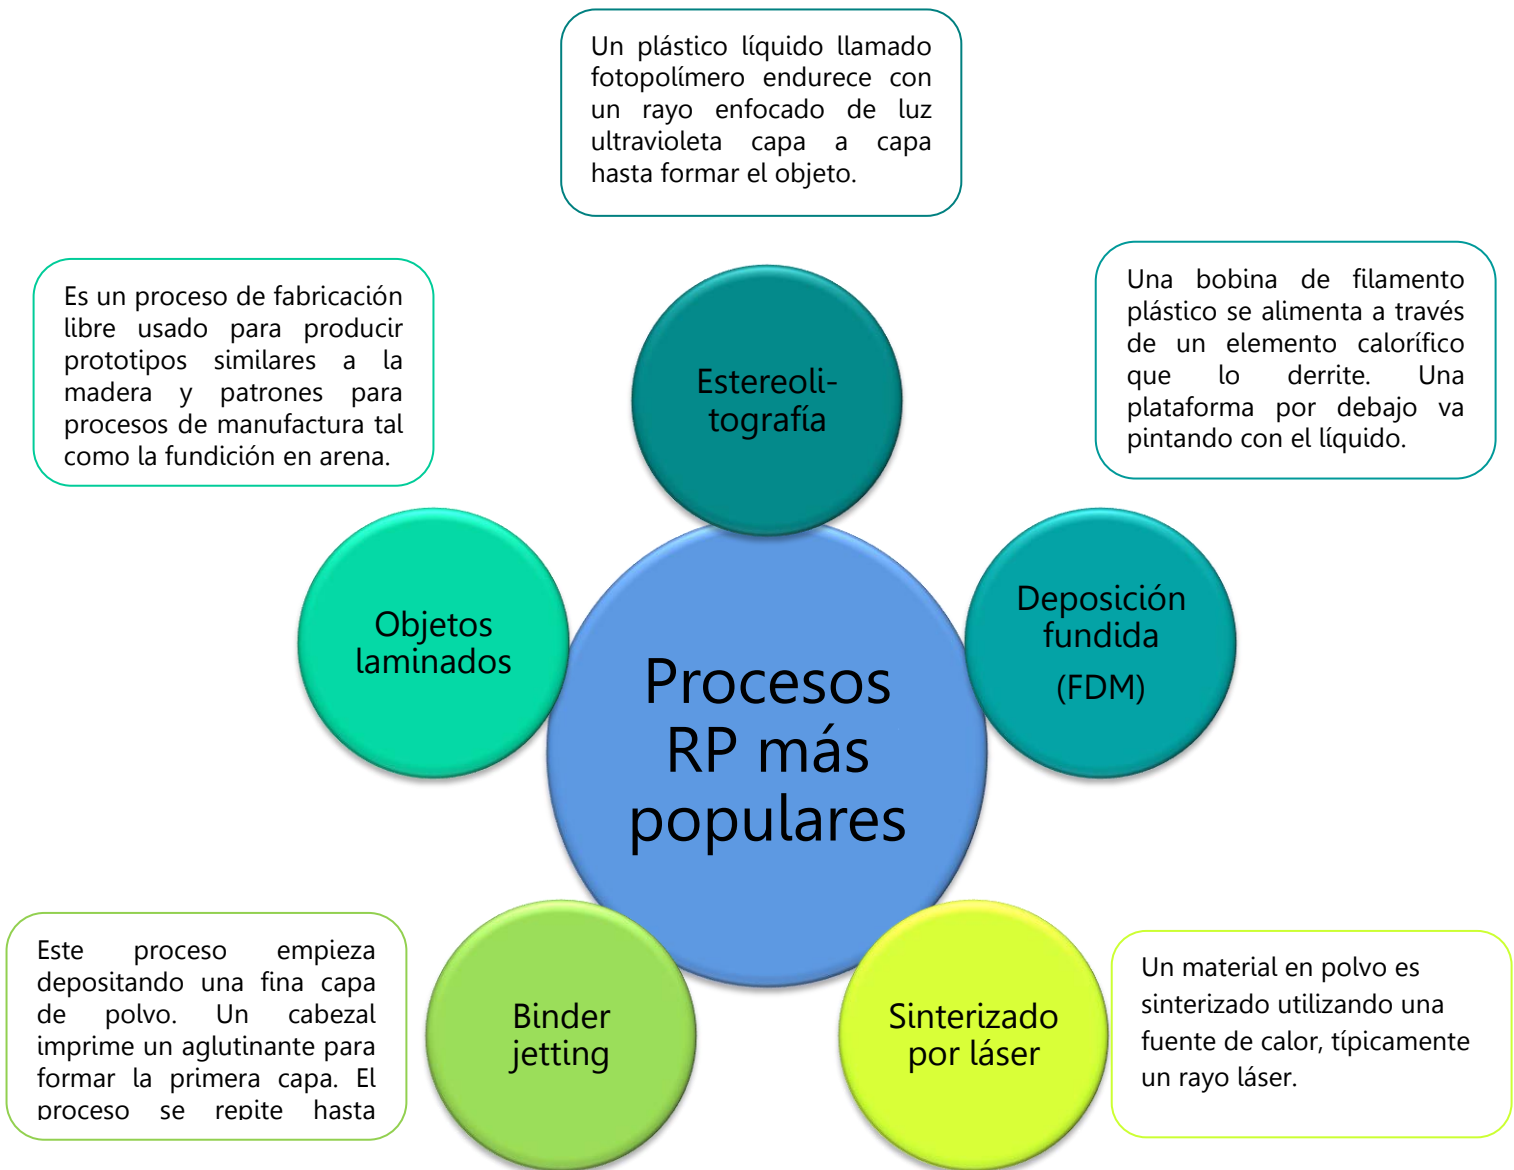 Un plástico líquido llamado
fotopolímero endurece con
un rayo enfocado de luz
ultravioleta capa a capa
hasta formar el objeto.
Es un proceso de fabricación
libre usado para producir
prototipos similares a la
madera y patrones para
procesos de manufactura tal
como la fundición en arena.
Una bobina de filamento
plástico se alimenta a través
de un elemento calorífico
que lo derrite. Una
plataforma por debajo va
pintando con el líquido.
Estereoli-
tografía
Objetos
laminados
Deposición
fundida
(FDM)
Procesos
RP más
populares
Este proceso empieza
depositando una fina capa
de polvo. Un cabezal
imprime un aglutinante para
formar la primera capa. El
proceso se repite hasta
Binder
jetting
Sinterizado
por láser
Un material en polvo es
sinterizado utilizando una
fuente de calor, típicamente
un rayo láser.